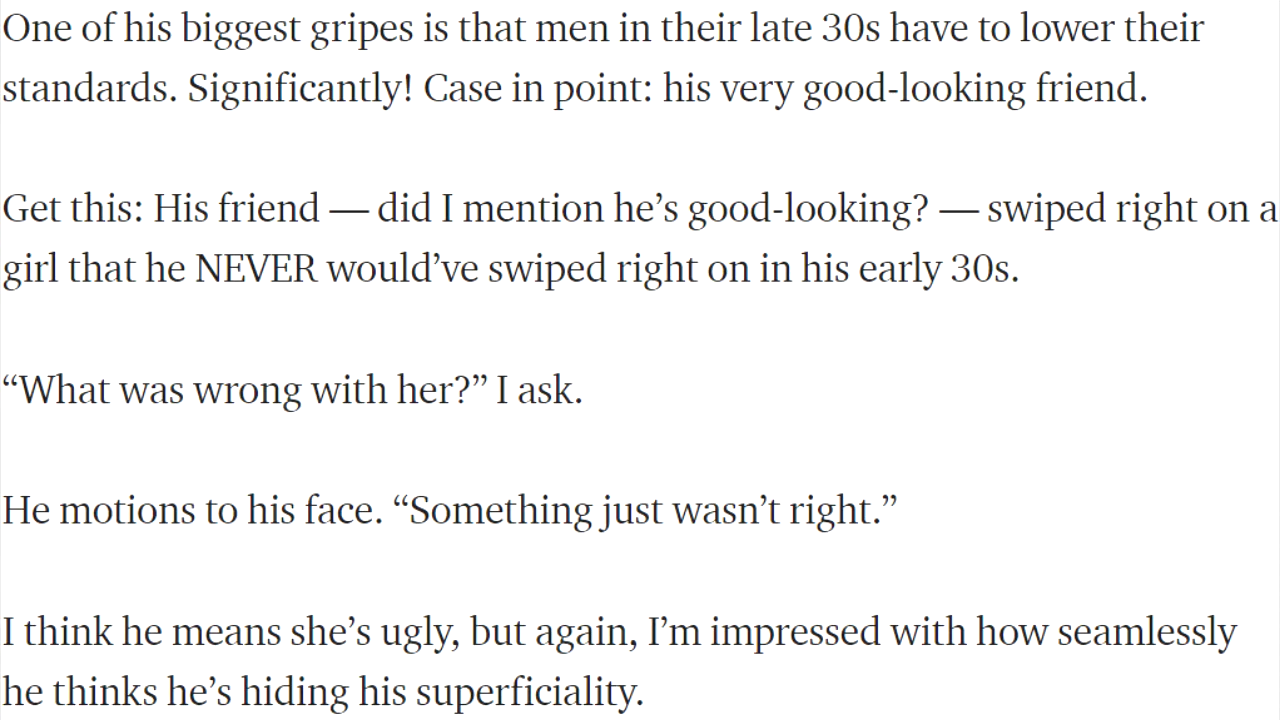 One of his biggest gripes is that men in their late 30s have to lower their
standards. Significantly! Case in point: his very good-looking friend.
Get this: His friend — did I mention he’s good-looking? — swiped right on a
girl that he NEVER would’ve swiped right on in his early 30s.
“What was wrong with her?” I ask.
He motions to his face. “Something just wasn’t right.”
I think he means she’s ugly, but again, I’m impressed with how seamlessly
he thinks he’s hiding his superficiality.